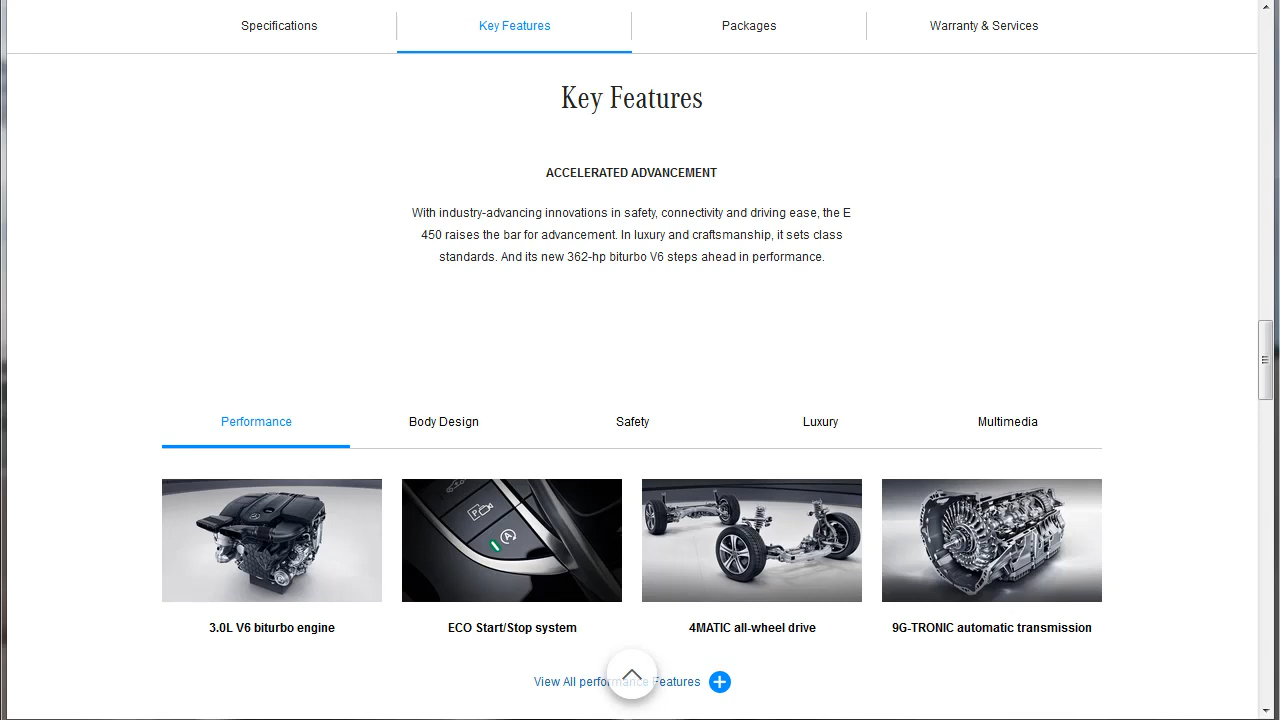 Specifications
Key Features
Packages
Warranty & Services
Key Features
ACCELERATED ADVANCEMENT
With industry-advancing innovations in safety, connectivity and driving ease, the E
450 raises the bar for advancement. In luxury and craftsmanship, it sets class
standards. And its new 362-hp biturbo V6 steps ahead in performance.
Performance
Body Design
Safety
Luxury
Multimedia
3.0L V6 biturbo engine
ECO Start/Stop system
4MATIC all-wheel drive
9G-TRONIC automatic transmission
View All performance Features